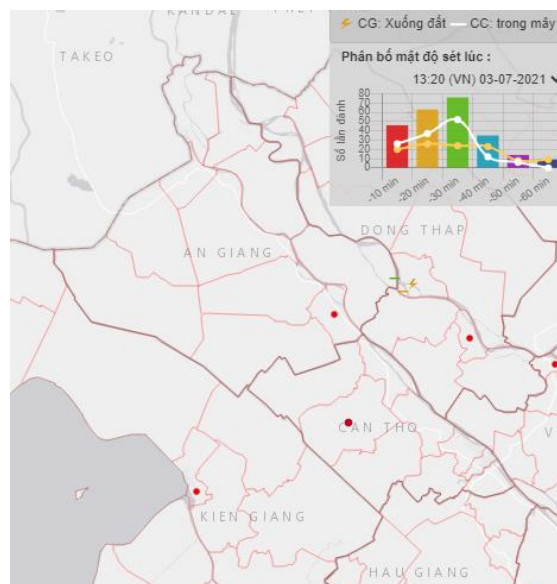 KANDAL
CG: Xuống đất CC: trong mây
TAKEO
Phân bố mật độ sét lúc :
13:20 (VN) 03-07-2021
Số lần đánh
80
70
60
50
40
30
20
10
0
-10 min -20 min -30 min -40 min -50 min -60 min
DONG THAP
AN GIANG
CAN THO
V
KIEN GIANG
HAU GIANG